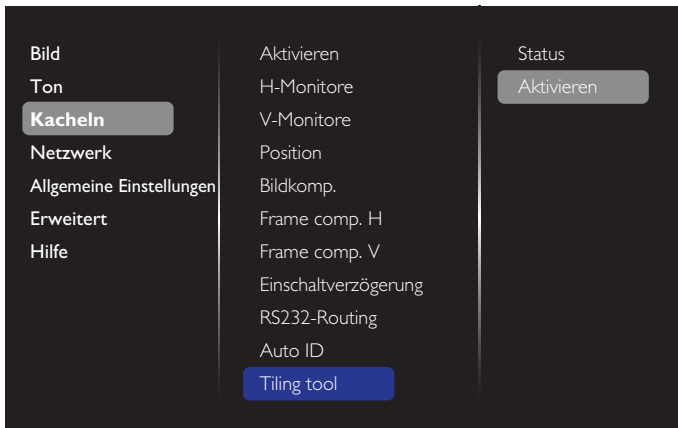 Bild
Ton
Kacheln
Netzwerk
Allgemeine Einstellungen
Erweitert
Hilfe
Aktivieren
H-Monitore
V-Monitore
Position
Bildkomp.
Frame comp. H
Frame comp. V
Einschaltverzögerung
RS232-Routing
Auto ID
Tiling tool
Status
Aktivieren